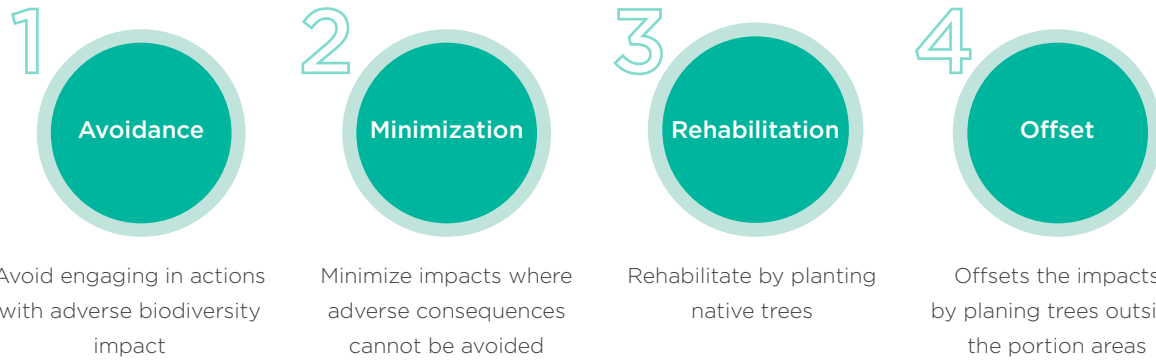 1
Avoidance
Avoid engaging in actions
with adverse biodiversity
impact
2
Minimization
Minimize impacts where
adverse consequences
cannot be avoided
3
Rehabilitation
Rehabilitate by planting
native trees
4
Offset
Offsets the impacts
by planing trees
the portion areas